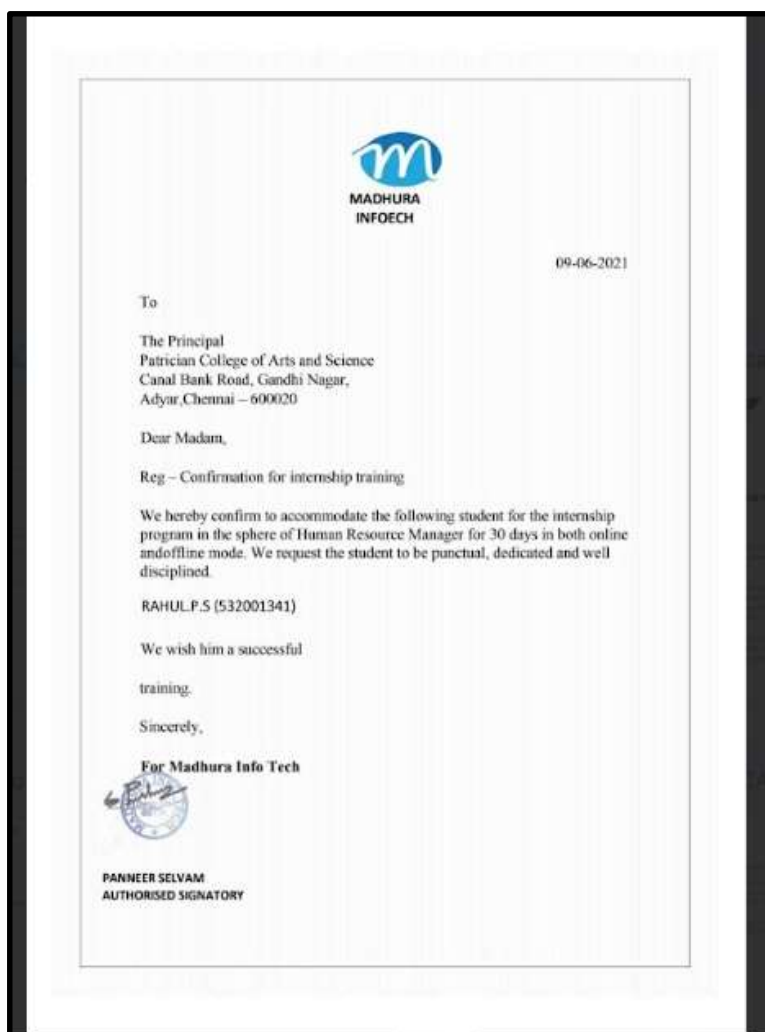 m
MADHURA
INFOECH
09-06-2021
To
The Principal
Patrician College of Arts and Science
Canal Bank Road, Gandhi Nagar,
Adyar,Chennai – 600020
Dear Madam,
Reg – Confirmation for internship training
We hereby confirm to accommodate the following student for the internship
program in the sphere of Human Resource Manager for 30 days in both online
andoffline mode. We request the student to be punctual, dedicated and well
disciplined.
RAHUL.P.S (532001341)
We wish him a successful
training.
Sincerely,
For Madhura Info Tech
PANNEER SELVAM
AUTHORISED SIGNATORY